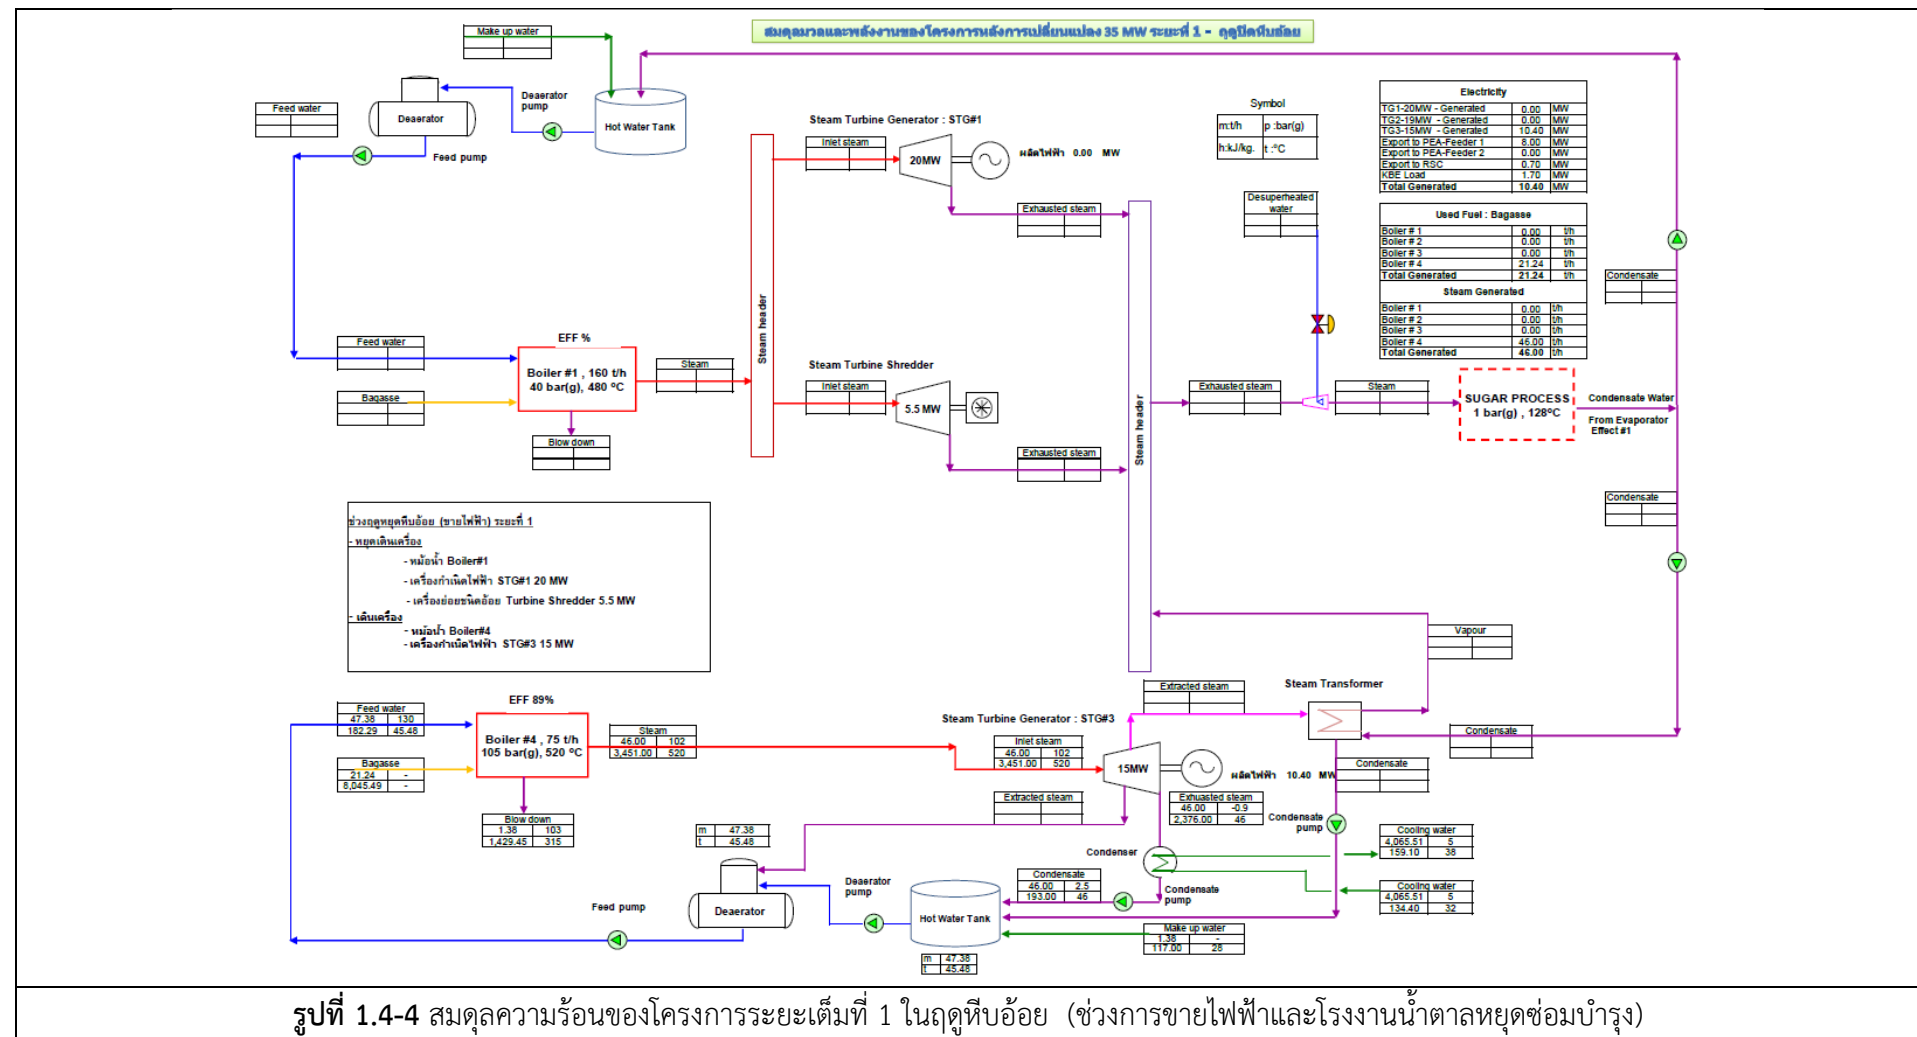 สมดุลมวลและพลังงานของโครงการหลังการเปลี่ยนแปลง 35 MW ระยะที่ 1 - ฤดูปิดหีบอ้อย
Make up water
Feed water
Deaerator
Deaerator
pump
Hot Water Tank
Feed pump
Steam Turbine Generator : STG#1
Inlet steam
20MW
ผลิตไฟฟ้า 0.00 MW
Exhausted steam
Symbol
m:t/h p :bar(g)
h:kJ/kg. t :°C
Desuperheated
water
Electricity
TG1-20MW - Generated 0.00 MW
TG2-19MW - Generated 0.00 MW
TG3-15MW - Generated 10.40 MW
Export to PEA-Feeder 1 8.00 MW
Export to PEA-Feeder 2 0.00 MW
Export to RSC 0.70 MW
KBE Load 1.70 MW
Total Generated 10.40 MW
Used Fuel : Bagasse
Boiler # 1 0.00 t/h
Boiler # 2 0.00 t/h
Boiler # 3 0.00 t/h
Boiler # 4 21.24 t/h
Total Generated 21.24 t/h
Steam Generated
Boiler # 1 0.00 t/h
Boiler # 2 0.00 t/h
Boiler # 3 0.00 t/h
Boiler # 4 46.00 t/h
Total Generated 46.00 t/h
Condensate
Feed water
EFF %
Boiler #1 , 160 t/h
40 bar(g), 480 °C
Bagasse
Steam
Blow down
Steam header
Steam Turbine Shredder
Inlet steam
5.5 MW
Exhausted steam
Steam header
Exhausted steam
Steam
SUGAR PROCESS
1 bar(g) , 128°C
Condensate Water
From Evaporator
Effect #1
Condensate
ช่วงฤดูหยุดหีบอ้อย (ขายไฟฟ้า) ระยะที่ 1
- หยุดเดินเครื่อง
- หม้อน้ำ Boiler#1
- เครื่องกำเนิดไฟฟ้า STG#1 20 MW
- เครื่องย่อยชนิดอ้อย Turbine Shredder 5.5 MW
- เดินเครื่อง
- หม้อน้ำ Boiler#4
- เครื่องกำเนิดไฟฟ้า STG#3 15 MW
Vapour
Extracted steam
Steam Transformer
Condensate
Condensate
Feed water
47.38 130
182.29 45.48
EFF 89%
Boiler #4 , 75 t/h
105 bar(g), 520 °C
Bagasse
21.24 -
8,045.49 -
Steam
46.00 102
3,451.00 520
Blow down
1.38 103
1,429.45 315
Steam Turbine Generator : STG#3
Inlet steam
46.00 102
3,451.00 520
15MW
ผลิตไฟฟ้า 10.40 MW
Extracted steam
Exhuasted steam
46.00 -0.9
2,376.00 46
Condensate
pump
m 47.38
t 45.48
Condenser
Cooling water
4,065.51 5
159.10 38
Cooling water
4,065.51 5
134.40 32
Condensate
46.00 2.5
193.00 46
Condensate
pump
Deaerator
pump
Feed pump
Deaerator
Hot Water Tank
Make up water
1.38 -
117.00 28
m 47.38
t 45.48
รูปที่ 1.4-4 สมดุลความร้อนของโครงการระยะเต็มที่ 1 ในฤดูหีบอ้อย (ช่วงการขายไฟฟ้าและโรงงานน้ำตาลหยุดซ่อมบำรุง)